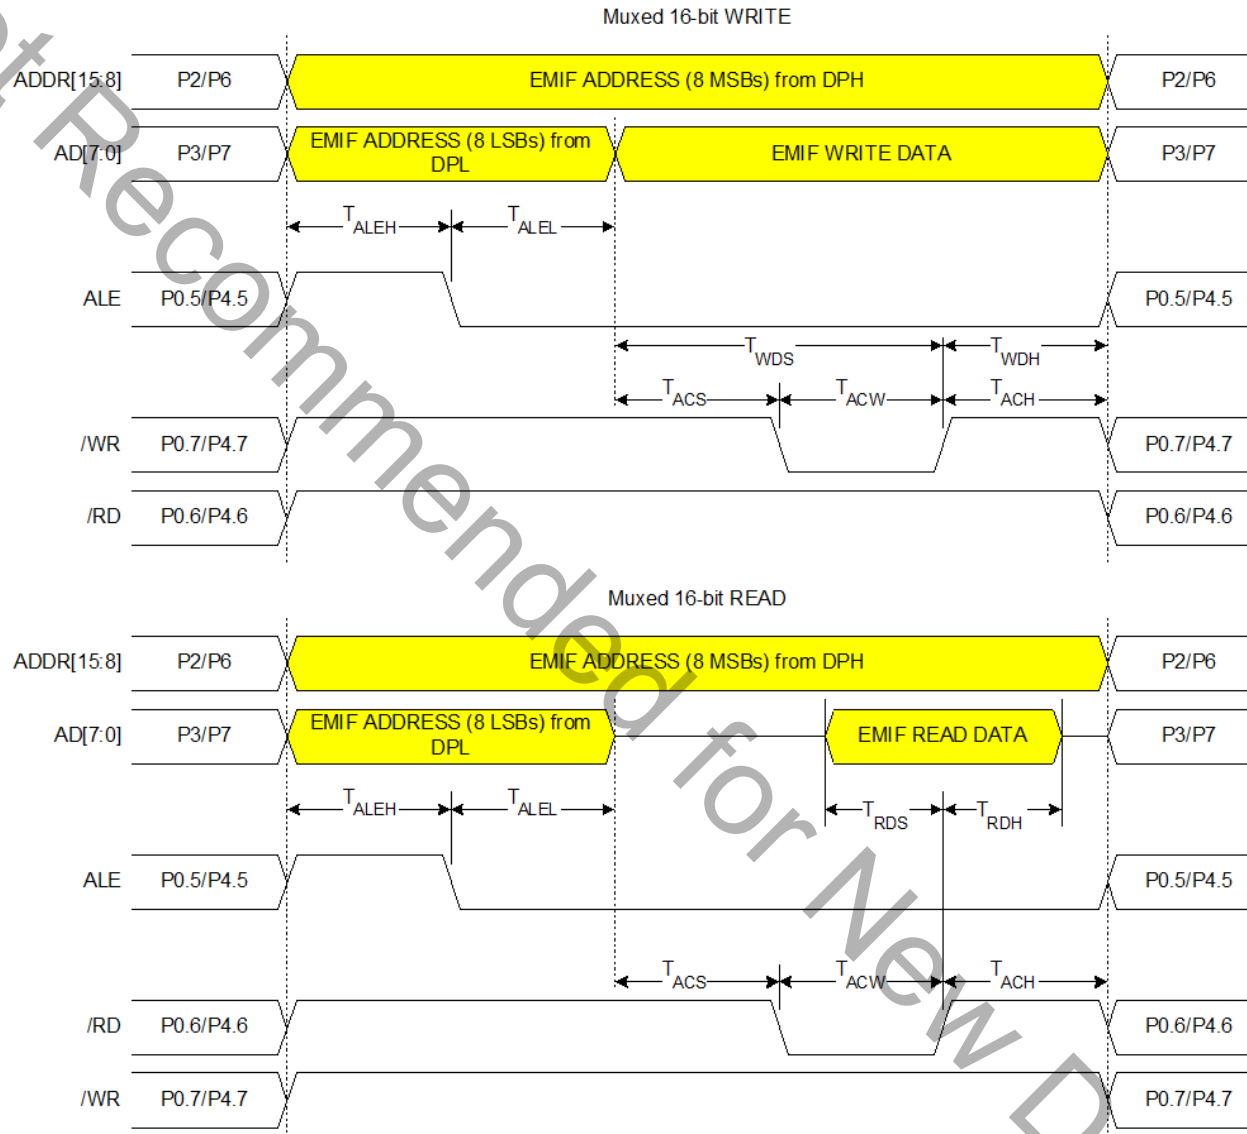 Muxed 16-bit WRITE
ADDR[15:8] P2/P6 EMIF ADDRESS (8 MSBs) from DPH P2/P6
AD[7:0] P3/P7 EMIF ADDRESS (8 LSBs) from DPL EMIF WRITE DATA P3/P7
TALEH TALEL
ALE P0.5/P4.5 P0.5/P4.5
TWDS TWDH
TACS TACW TACH
/WR P0.7/P4.7 P0.7/P4.7
/RD P0.6/P4.6 P0.6/P4.6
Muxed 16-bit READ
ADDR[15:8] P2/P6 EMIF ADDRESS (8 MSBs) from DPH P2/P6
AD[7:0] P3/P7 EMIF ADDRESS (8 LSBs) from DPL EMIF READ DATA P3/P7
TALEH TALEL TRDS TRDH
ALE P0.5/P4.5 P0.5/P4.5
TACS TACW TACH
/RD P0.6/P4.6 P0.6/P4.6
/WR P0.7/P4.7 P0.7/P4.7
Recommended for New